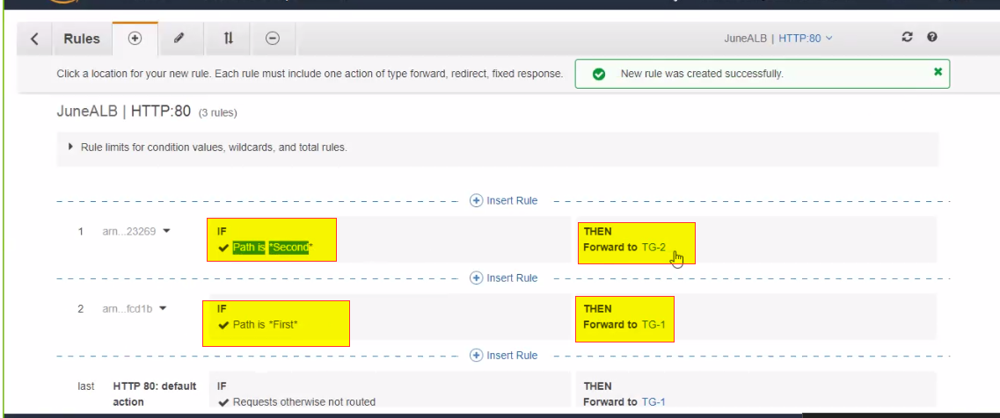 Rules
JuneALB | HTTP:80
Click a location for your new rule. Each rule must include one action of type forward, redirect, fixed response.
New rule was created successfully.
JuneALB | HTTP:80 (3 rules)
Rule limits for condition values, wildcards, and total rules.
Insert Rule
1 arn...23269 IF THEN
Path is *Second* Forward to TG-2
Insert Rule
2 arn...fcd1b IF THEN
Path is *First* Forward to TG-1
Insert Rule
last HTTP 80: default IF THEN
action Requests otherwise not routed Forward to TG-1